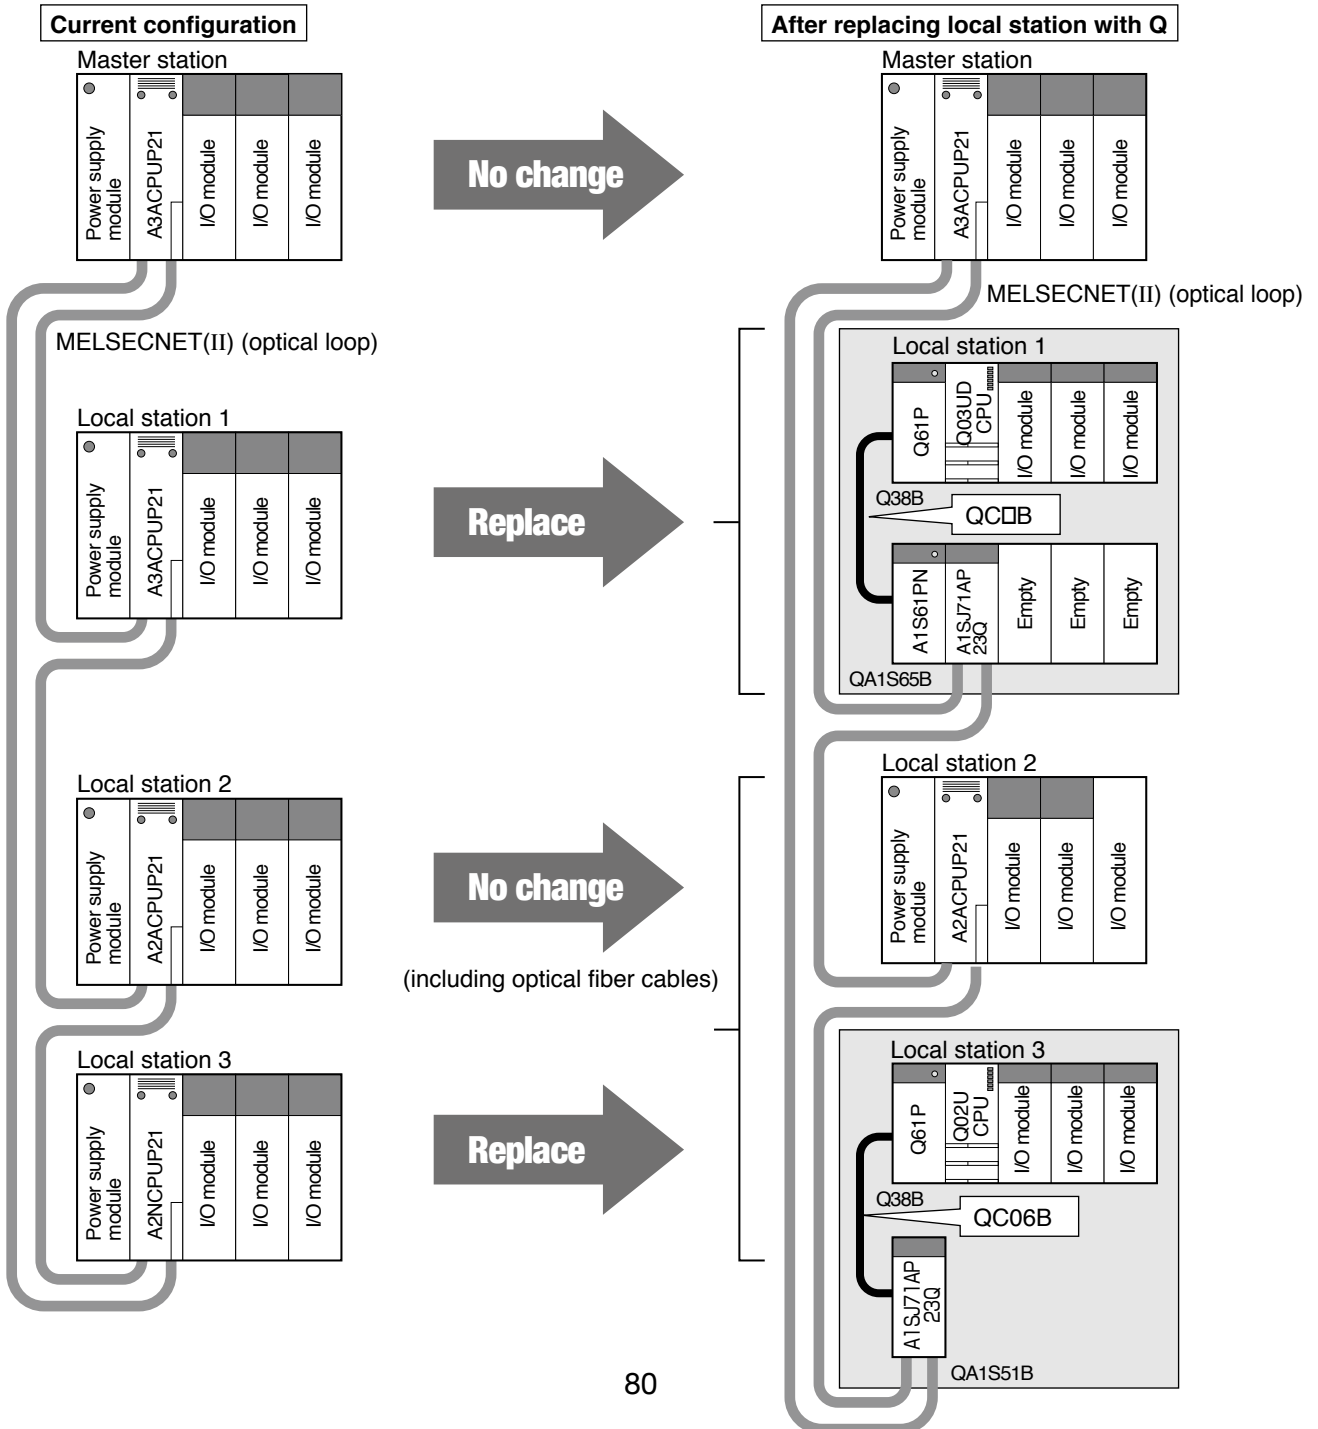 Current configuration
After replacing local station with Q
Master station
Power supply
module
A3ACPUP21
I/O module
I/O module
I/O module
No change
Master station
Power supply
module
A3ACPUP21
I/O module
I/O module
I/O module
MELSECNET(II) (optical loop)
MELSECNET(II) (optical loop)
Local station 1
Power supply
module
A3ACPUP21
I/O module
I/O module
I/O module
Replace
Local station 1
Q61P
Q03UD
CPU
I/O module
I/O module
I/O module
Q38B
QC□B
A1S61PN
A1SJ71AP
23Q
Empty
Empty
Empty
QA1S65B
Local station 2
Power supply
module
A2ACPUP21
I/O module
I/O module
I/O module
No change
(including optical fiber cables)
Local station 2
Power supply
module
A2ACPUP21
I/O module
I/O module
I/O module
Local station 3
Power supply
module
A2NCPUP21
I/O module
I/O module
I/O module
Replace
Local station 3
Q61P
Q02U
CPU
I/O module
I/O module
I/O module
Q38B
QC06B
A1SJ71AP
23Q
QA1S51B
80